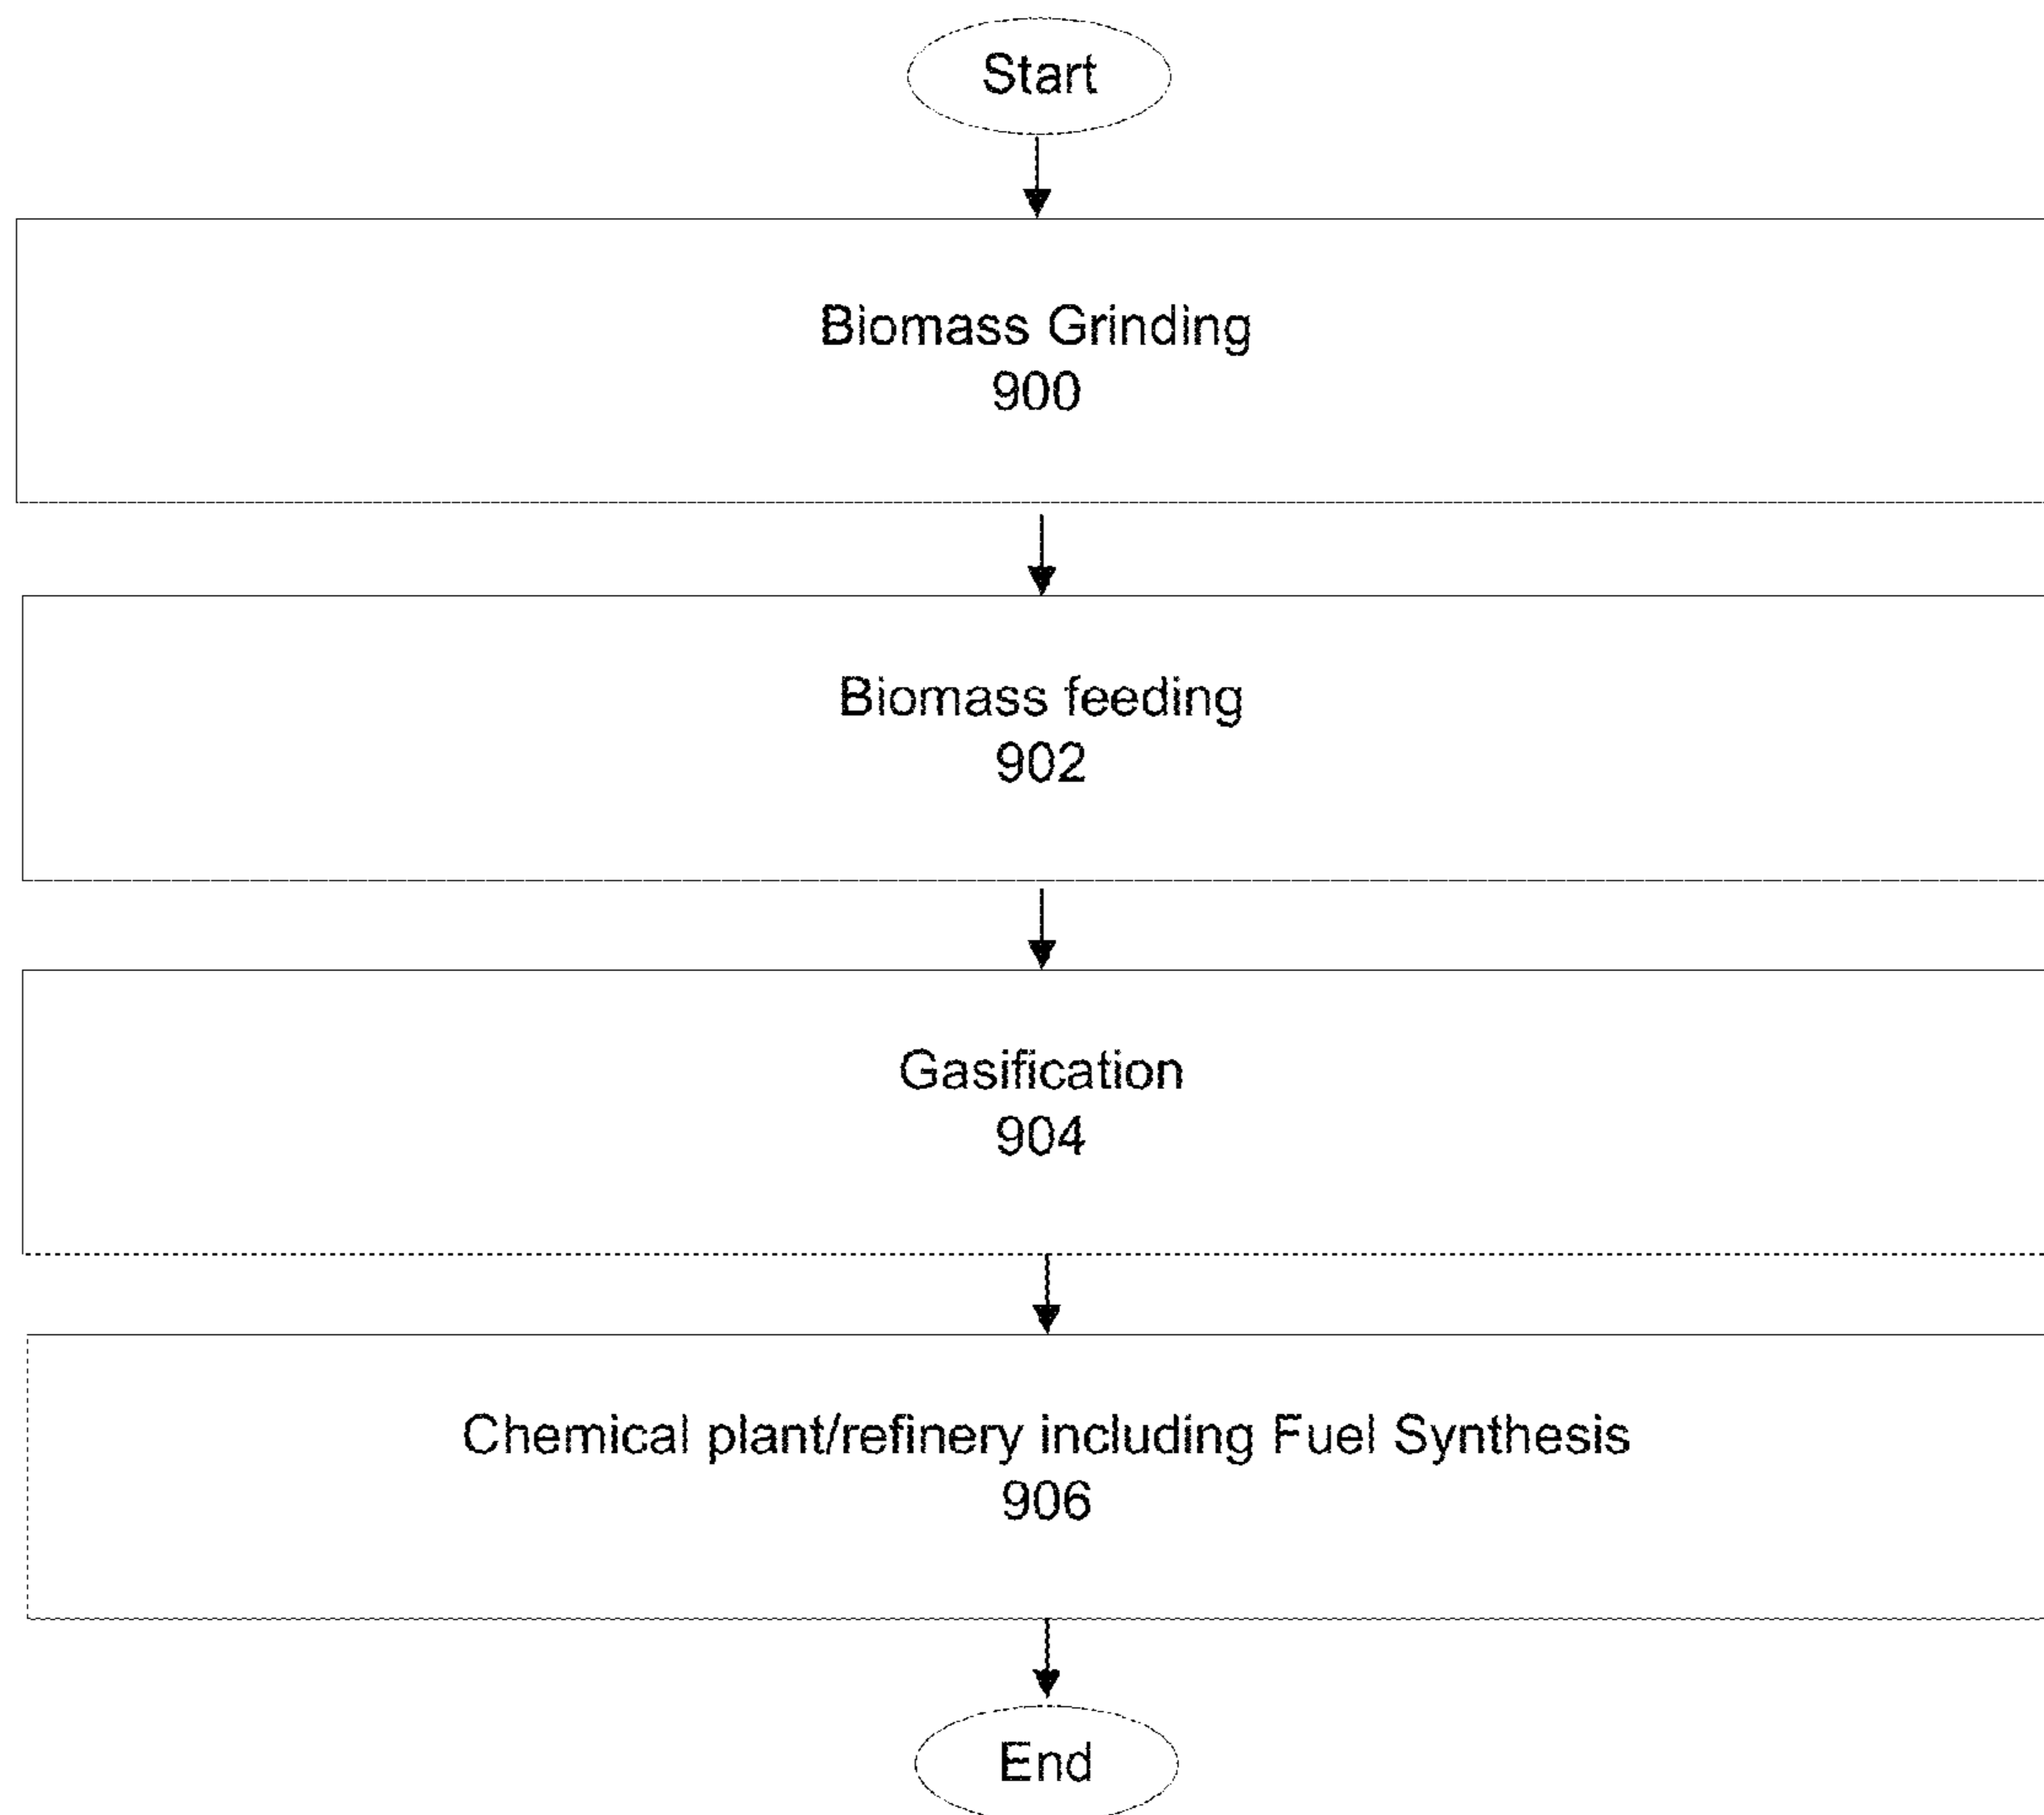 Start
Biomass Grinding
900
Biomass feeding
902
Gasification
904
Chemical plant/refinery including Fuel Synthesis
906
End